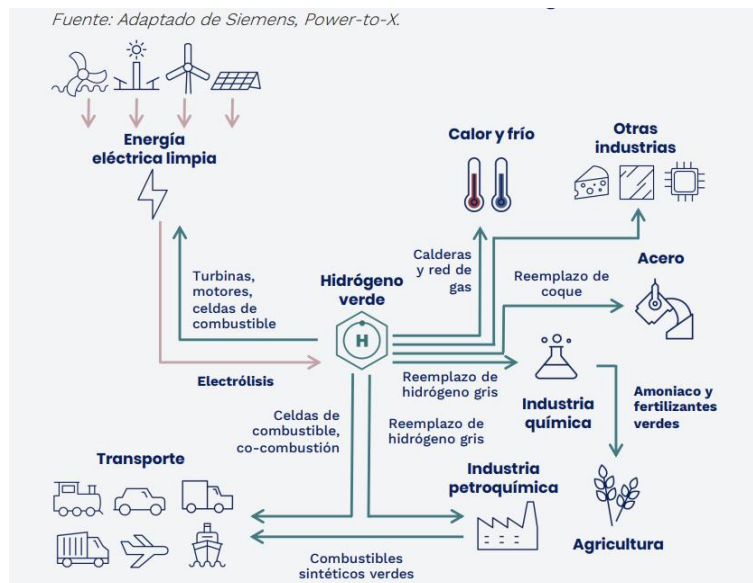 Fuente: Adaptado de Siemens, Power-to-X.
Energía
eléctrica limpia
Calor y frío
Otras
industrias
Turbinas,
motores,
celdas de
combustible
Hidrógeno
verde
H
Calderas
y red de
gas
Acero
Reemplazo de
coque
Electrólisis
Reemplazo de
hidrógeno gris
Industria
química
Amoniaco y
fertilizantes
verdes
Celdas de
combustible,
co-combustión
Reemplazo de
hidrógeno gris
Transporte
Industria
petroquímica
Agricultura
Combustibles
sintéticos verdes